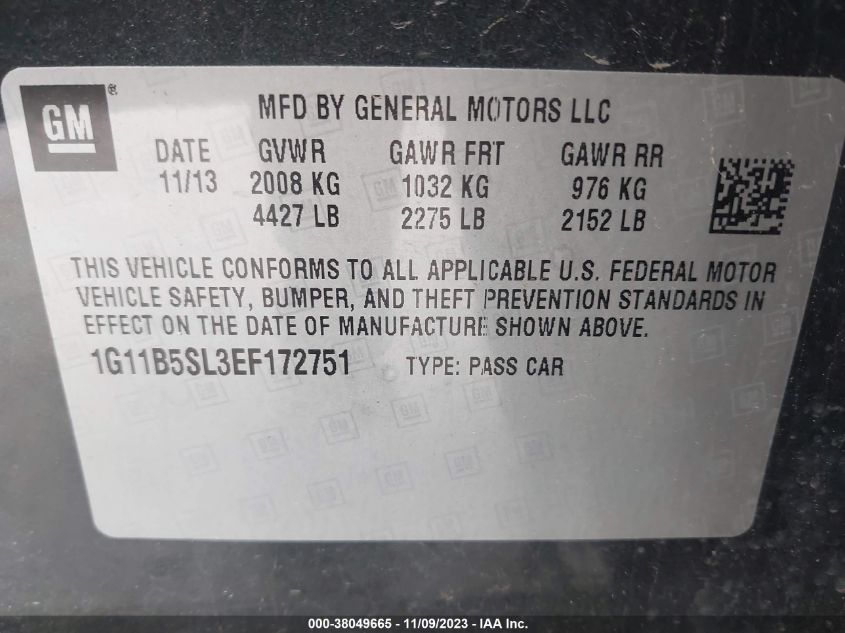 GM®
MFD BY GENERAL MOTORS LLC
DATE GVWR GAWR FRT GAWR RR
11/13 2008 KG 1032 KG 976 KG
4427 LB 2275 LB 2152 LB
THIS VEHICLE CONFORMS TO ALL APPLICABLE U.S. FEDERAL MOTOR
VEHICLE SAFETY, BUMPER, AND THEFT PREVENTION STANDARDS IN
EFFECT ON THE DATE OF MANUFACTURE SHOWN ABOVE.
1G11B5SL3EF172751 TYPE: PASS CAR
000-38049665 - 11/09/2023 - IAA Inc.